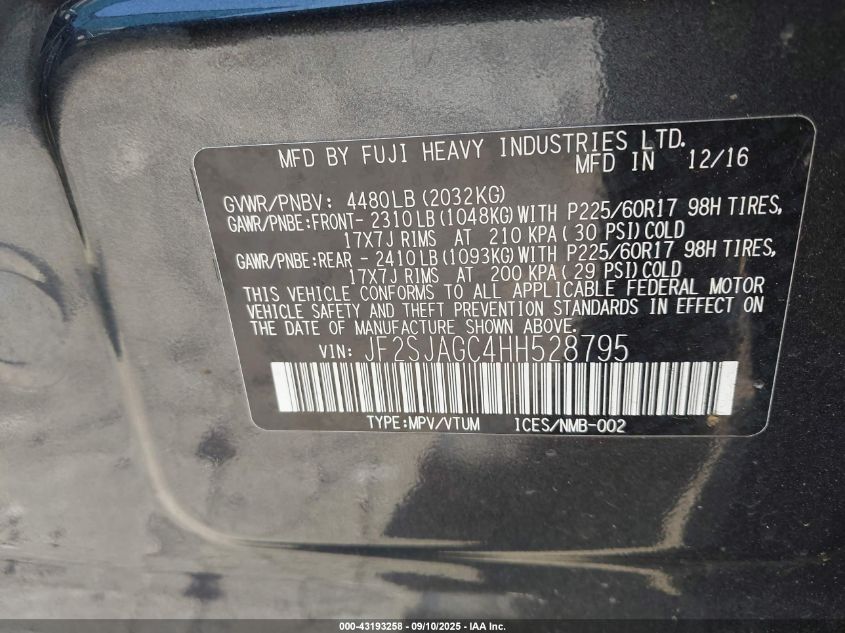 MFD BY FUJI HEAVY INDUSTRIES LTD.
MFD IN 12/16
GVWR/PNBV: 4480LB(2032KG)
GAWR/PNBE:FRONT- 2310LB(1048KG)WITH P225/60R17 98H TIRES,
17X7J RIMS AT 210 KPA( 30 PSI)COLD
GAWR/PNBE:REAR - 2410LB(1093KG)WITH P225/60R17 98H TIRES,
17X7J RIMS AT 200 KPA( 29 PSI)COLD
THIS VEHICLE CONFORMS TO ALL APPLICABLE FEDERAL MOTOR
VEHICLE SAFETY AND THEFT PREVENTION STANDARDS IN EFFECT ON
THE DATE OF MANUFACTURE SHOWN ABOVE.
VIN: JF2SJAGC4HH528795
TYPE:MPV/VTUM ICES/NMB-002
000-43193258 - 09/10/2025 - IAA Inc.